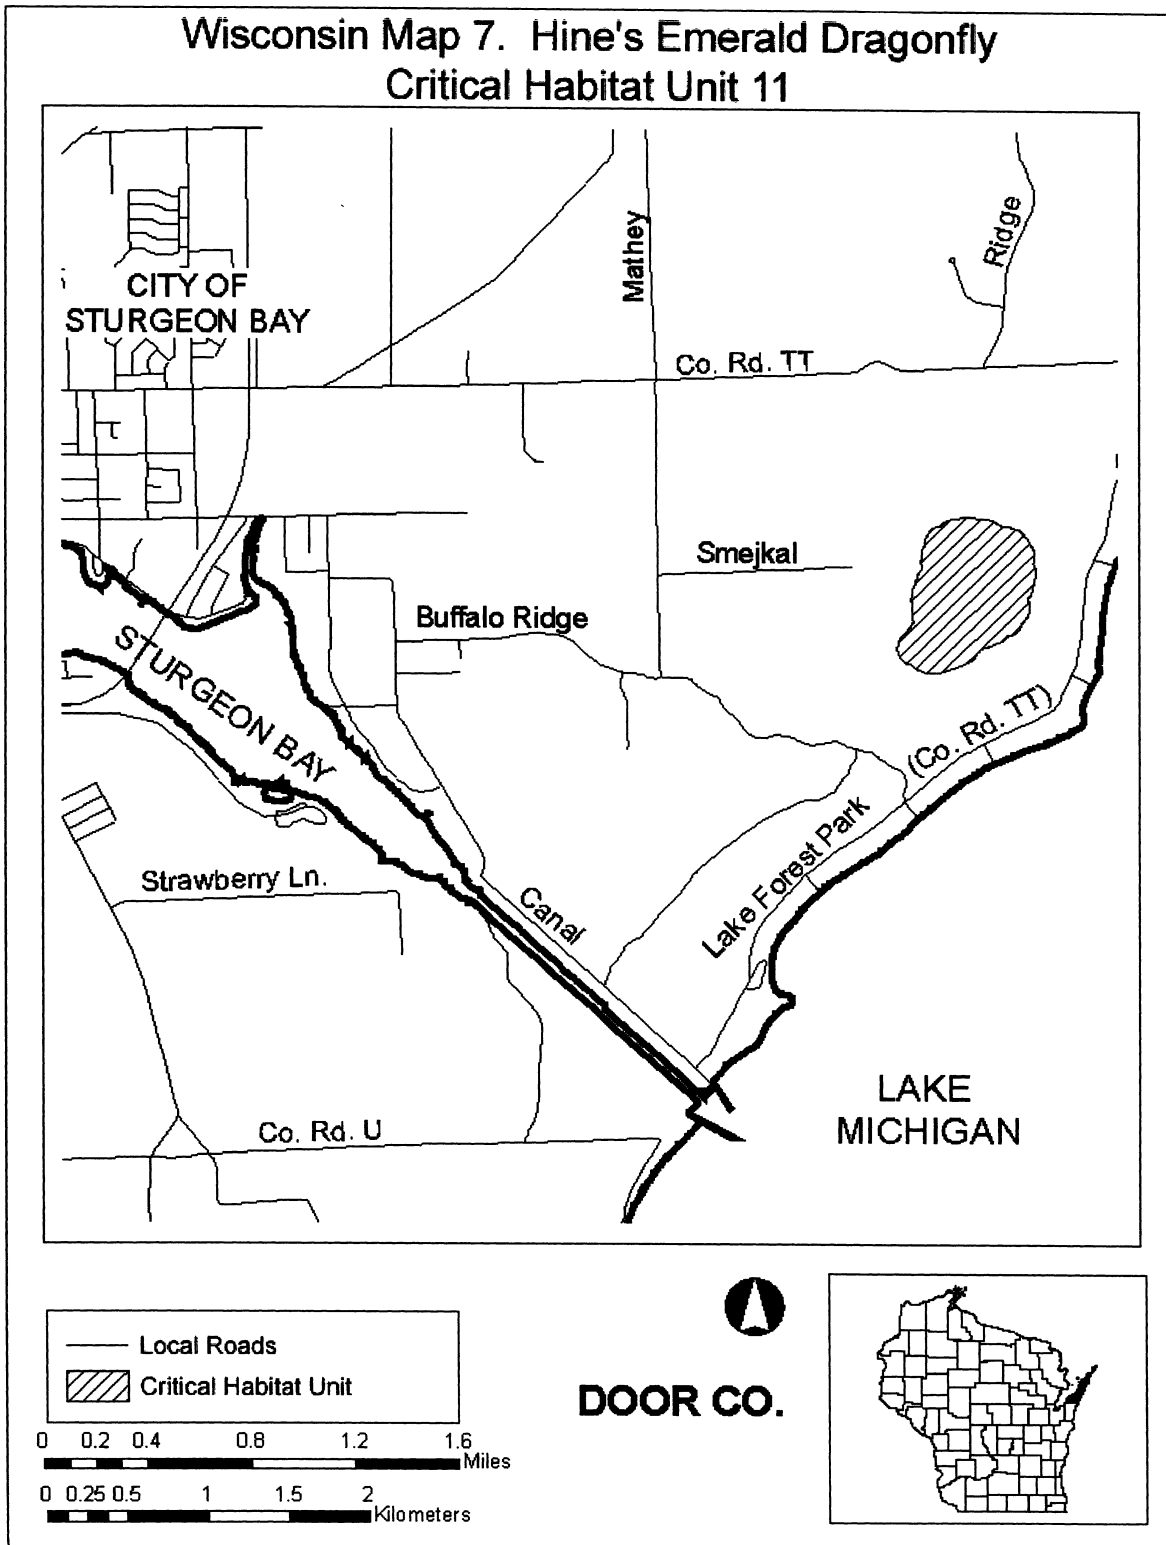 Wisconsin Map 7. Hine's Emerald Dragonfly
Critical Habitat Unit 11
Mathey
Ridge
CITY OF
STURGEON BAY
Co. Rd. TT
Smejkal
Buffalo Ridge
STURGEON BAY
(Co. Rd. TT)
Lake Forest Park
Strawberry Ln.
Canal
LAKE
MICHIGAN
Co. Rd. U
Local Roads
Critical Habitat Unit
DOOR CO.
0 0.2 0.4 0.8 1.2 1.6
Miles
0 0.25 0.5 1 1.5 2
Kilometers